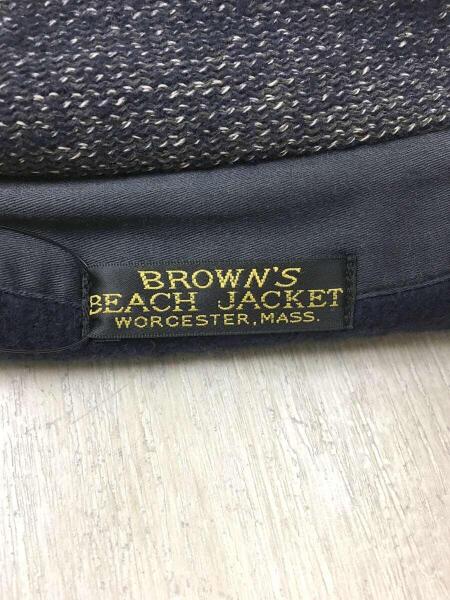 BROWN'S
BEACH JACKET
WORCESTER, MASS.